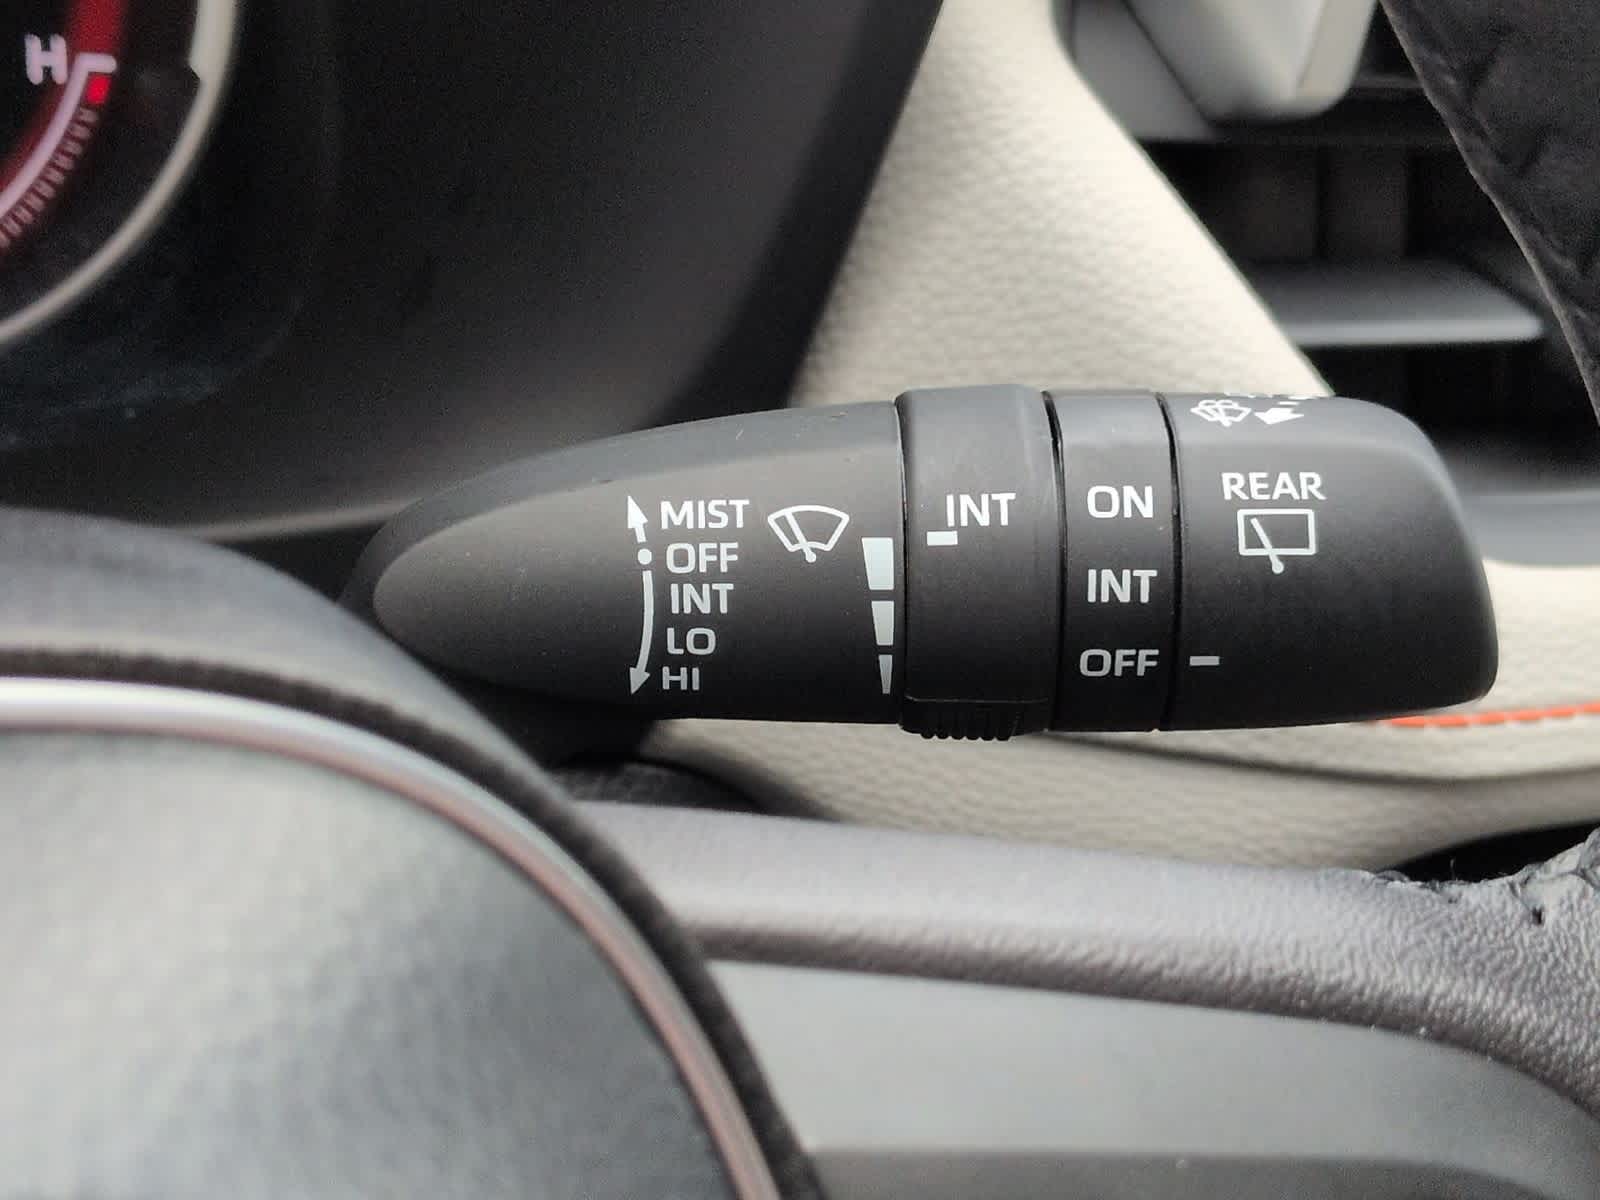 H
MIST
OFF
INT
LO
HI
INT
ON
INT
OFF
REAR